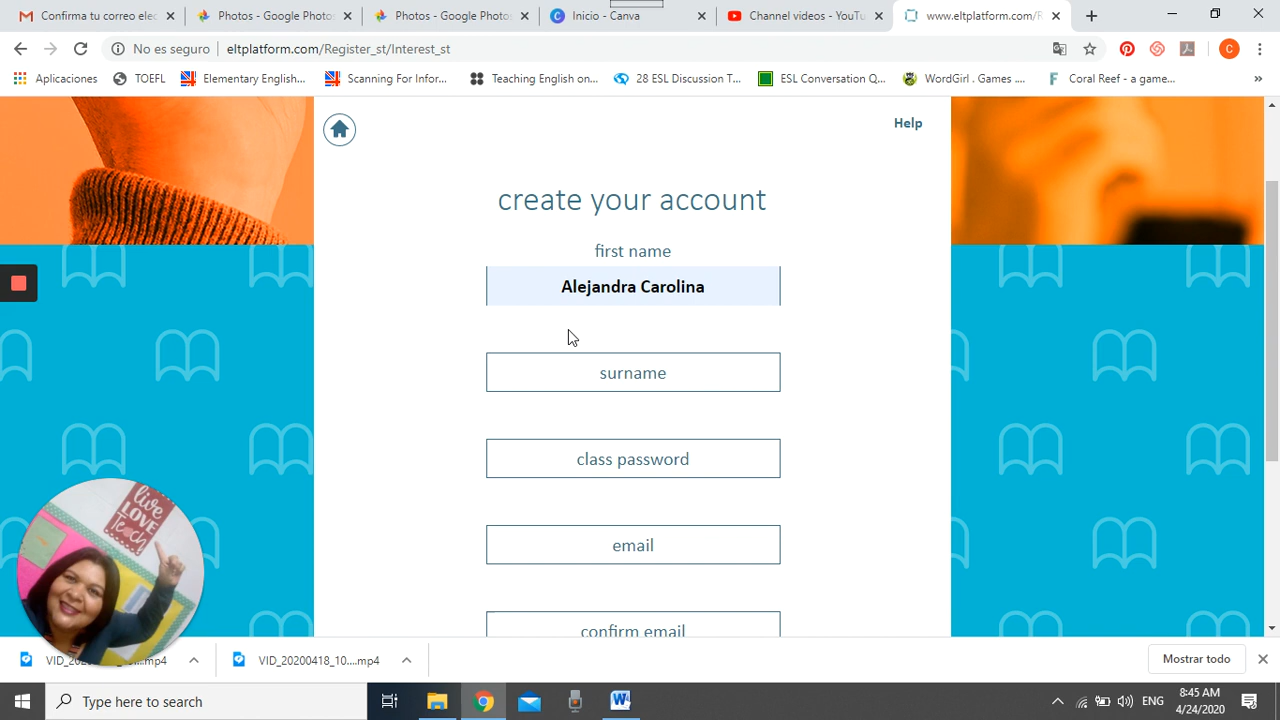 Confirma tu correo elec
Photos - Google Photo
Photos - Google Photo
Inicio - Canva
Channel videos - YouTu
www.eltplatform.com/R
No es seguro
eltplatform.com/Register_st/Interest_st
Aplicaciones
TOEFL
Elementary English...
Scanning For Infor...
Teaching English on...
28 ESL Discussion T...
ESL Conversation Q...
WordGirl . Games ....
Coral Reef - a game...
»
Help
create your account
first name
Alejandra Carolina
surname
class password
email
confirm email
live
LOVE
Teach
mp4
VID_20200418_10....mp4
Mostrar todo
Type here to search
ENG
8:45 AM
4/24/2020